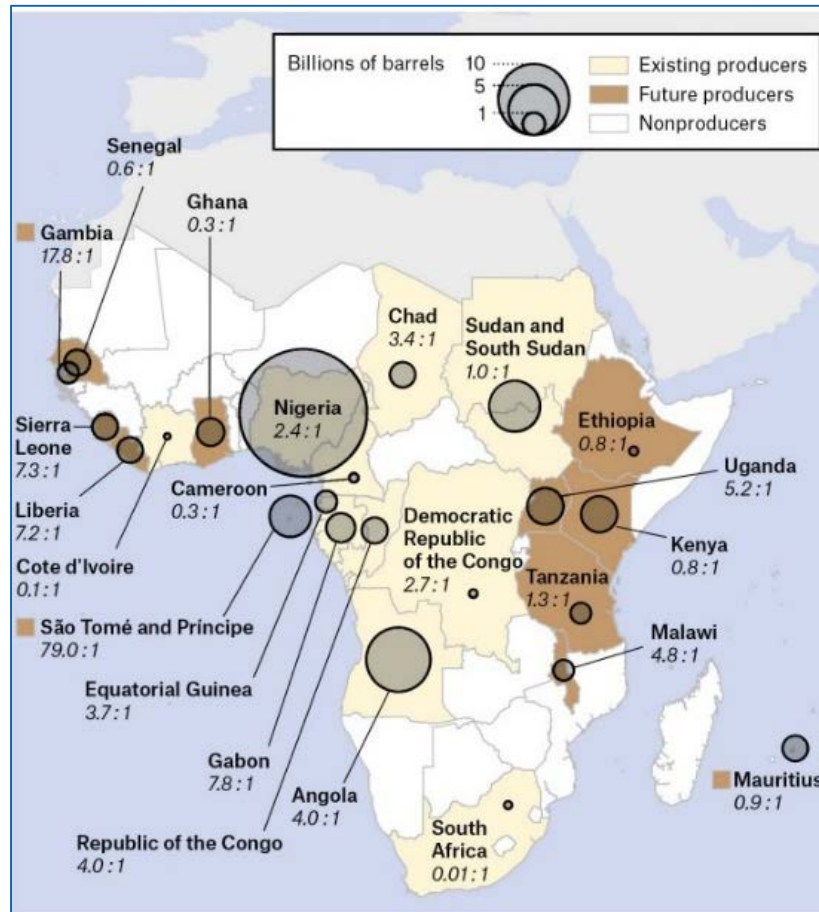 Billions of barrels
10
5
1
Existing producers
Future producers
Nonproducers
Senegal
0.6 : 1
Ghana
0.3 : 1
Gambia
17.8 : 1
Chad
3.4 : 1
Sudan and
South Sudan
1.0 : 1
Nigeria
2.4 : 1
Ethiopia
0.8 : 1
Sierra
Leone
7.3 : 1
Uganda
5.2 : 1
Liberia
7.2 : 1
Cameroon
0.3 : 1
Democratic
Republic
of the Congo
2.7 : 1
Kenya
0.8 : 1
Cote d'Ivoire
0.1 : 1
Tanzania
1.3 : 1
São Tomé and Príncipe
79.0 : 1
Malawi
4.8 : 1
Equatorial Guinea
3.7 : 1
Gabon
7.8 : 1
Angola
4.0 : 1
Mauritius
0.9 : 1
Republic of the Congo
4.0 : 1
South
Africa
0.01 : 1